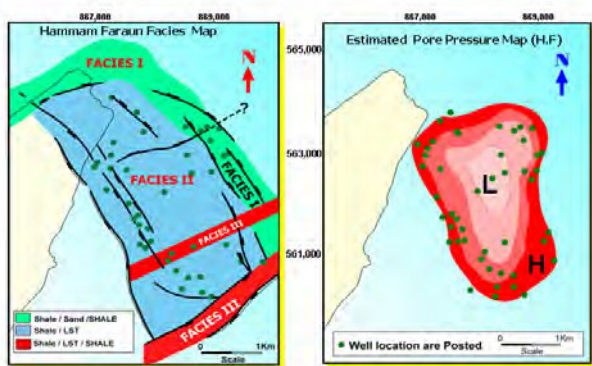 867,000
869,000
Hammam Faraun Facies Map
FACIES I
N
?
FACIES II
FACIES I
FACIES III
FACIES III
Shale / Sand /SHALE
Shale / LST
Shale / LST / SHALE
0 1Km
Scale
867,000
869,000
565,000
563,000
561,000
Estimated Pore Pressure Map (H.F)
N
L
H
Well location are Posted
0 1Km
Scale